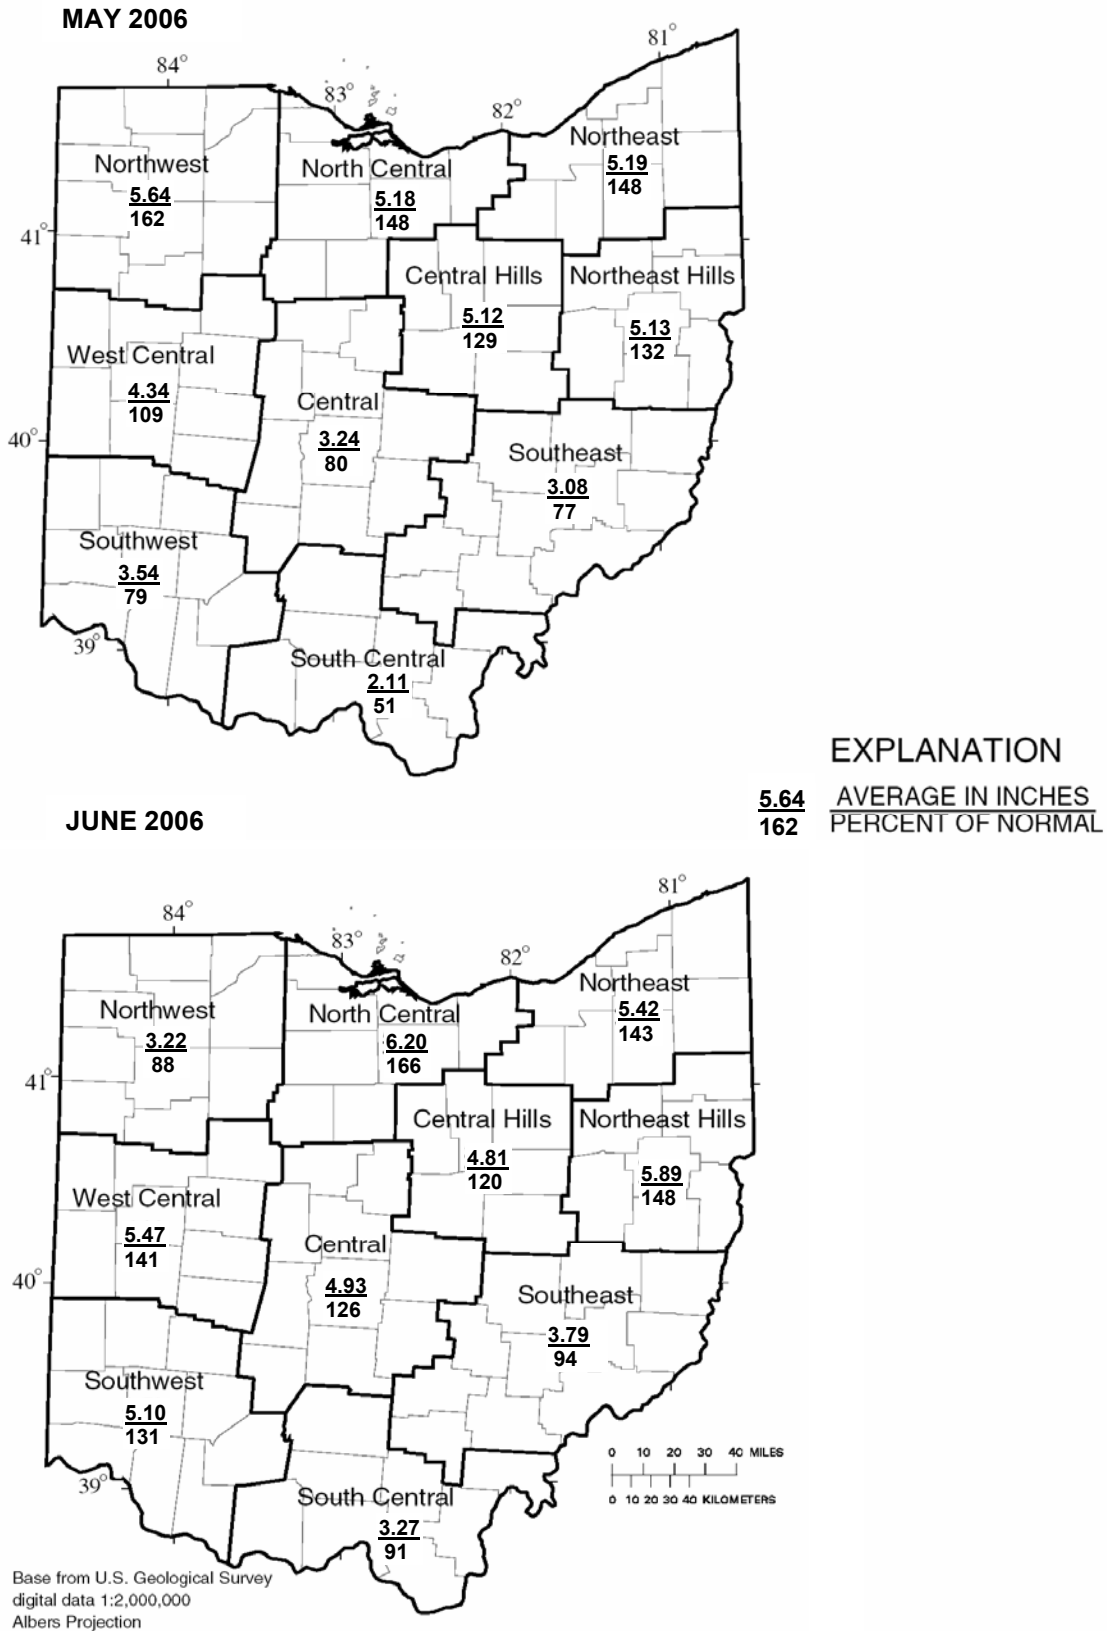 MAY 2006
81°
84°
83°
82°
Northeast
5.19
148
Northwest
5.64
162
North Central
5.18
148
41°
Central Hills
5.12
129
Northeast Hills
5.13
132
West Central
4.34
109
Central
3.24
80
40°
Southeast
3.08
77
Southwest
3.54
79
39°
South Central
2.11
51
EXPLANATION
5.64 AVERAGE IN INCHES
162 PERCENT OF NORMAL
JUNE 2006
81°
84°
83°
82°
Northeast
5.42
143
Northwest
3.22
88
North Central
6.20
166
41°
Central Hills
4.81
120
Northeast Hills
5.89
148
West Central
5.47
141
Central
4.93
126
40°
Southeast
3.79
94
Southwest
5.10
131
0 10 20 30 40 MILES
0 10 20 30 40 KILOMETERS
39°
South Central
3.27
91
Base from U.S. Geological Survey
digital data 1:2,000,000
Albers Projection